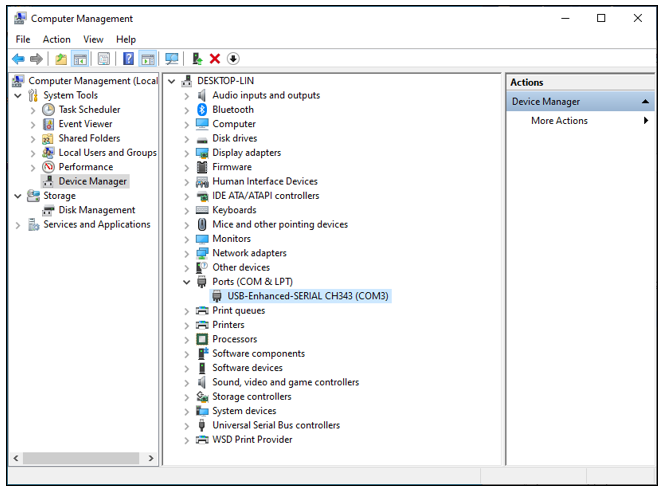 Computer Management
File Action View Help
Computer Management (Local
System Tools
Task Scheduler
Event Viewer
Shared Folders
Local Users and Groups
Performance
Device Manager
Storage
Disk Management
Services and Applications
DESKTOP-LIN
Audio inputs and outputs
Bluetooth
Computer
Disk drives
Display adapters
Firmware
Human Interface Devices
IDE ATA/ATAPI controllers
Keyboards
Mice and other pointing devices
Monitors
Network adapters
Other devices
Ports (COM & LPT)
USB-Enhanced-SERIAL CH343 (COM3)
Print queues
Printers
Processors
Software components
Software devices
Sound, video and game controllers
Storage controllers
System devices
Universal Serial Bus controllers
WSD Print Provider
Actions
Device Manager
More Actions